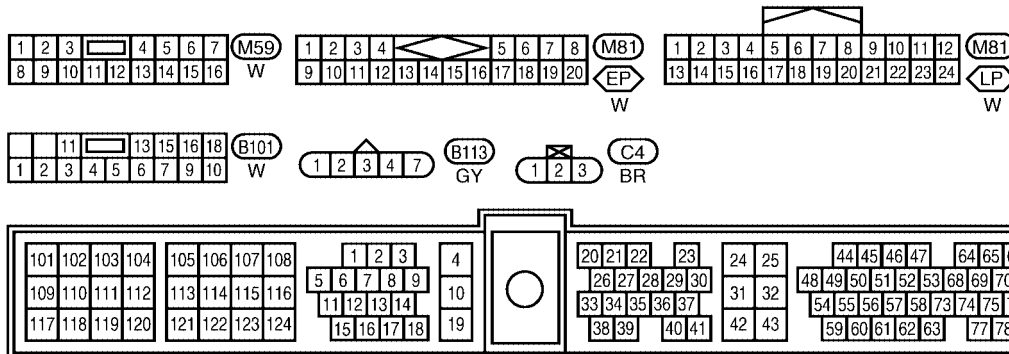 1 2 3 4 5 6 7 M59
8 9 10 11 12 13 14 15 16 W
1 2 3 4 5 6 7 8 M81
9 10 11 12 13 14 15 16 17 18 19 20 EP
W
1 2 3 4 5 6 7 8 9 10 11 12 M81
13 14 15 16 17 18 19 20 21 22 23 24 LP
W
11 13 15 16 18 B101
1 2 3 4 5 6 7 9 10 W
1 2 3 4 7 B113
GY
1 2 3 C4
BR
101 102 103 104 105 106 107 108 1 2 3 4 20 21 22 23 24 25 44 45 46 47 64 65
109 110 111 112 113 114 115 116 5 6 7 8 9 10 26 27 28 29 30 31 32 48 49 50 51 52 53 68 69 70
117 118 119 120 121 122 123 124 11 12 13 14 19 33 34 35 36 37 42 43 54 55 56 57 58 73 74 75
15 16 17 18 38 39 40 41 59 60 61 62 63 77 78